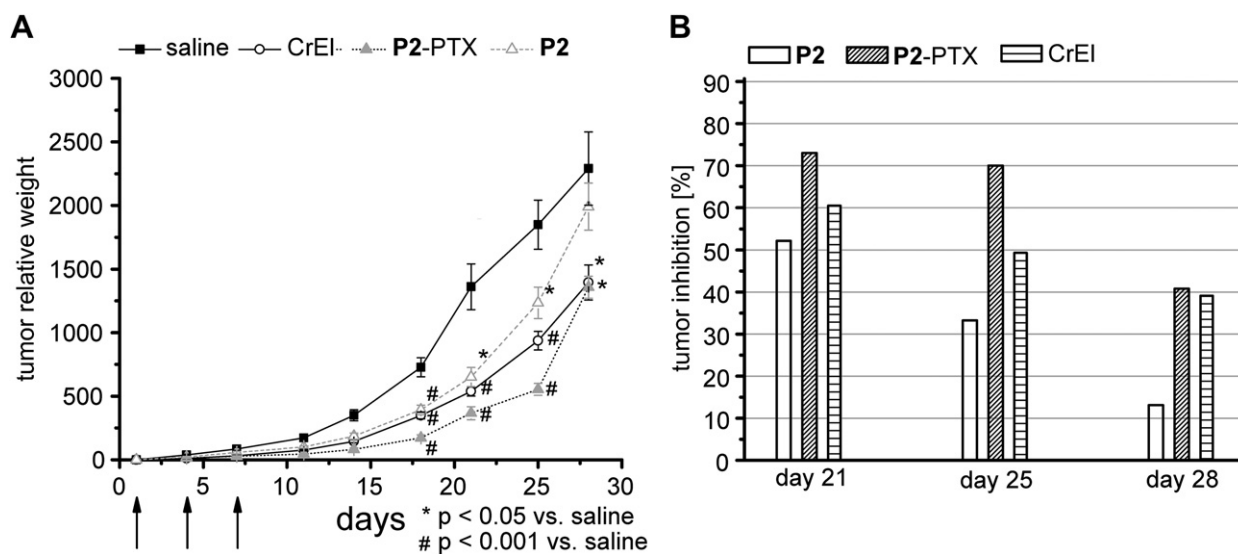 A
saline CrEl P2-PTX P2
tumor relative weight
3000
2500
2000
1500
1000
500
0
0 5 10 15 20 25 30
days
* p < 0.05 vs. saline
# p < 0.001 vs. saline
# # #
* # #
* # #
* *
B
P2 P2-PTX CrEl
tumor inhibition [%]
90
80
70
60
50
40
30
20
10
0
day 21 day 25 day 28